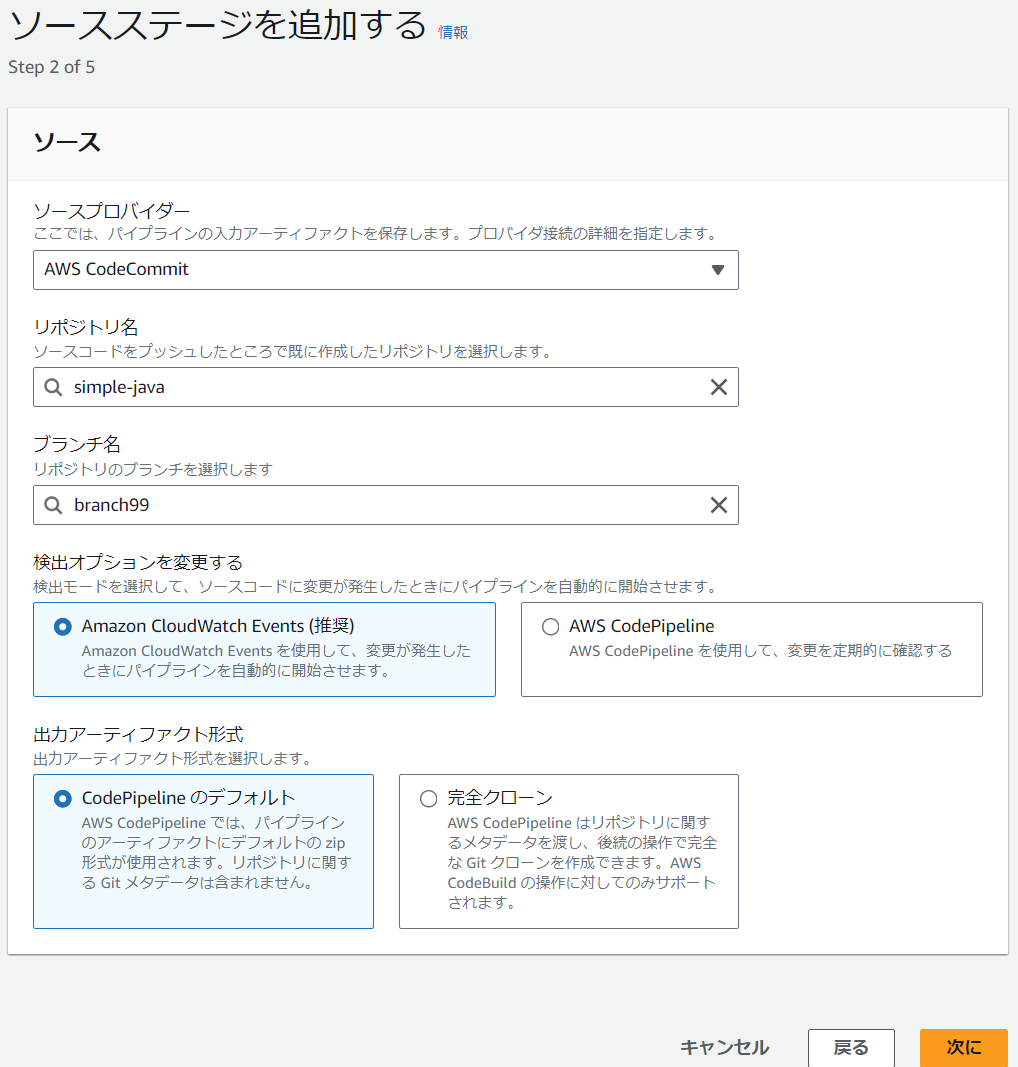 ソースステージを追加する 情報
Step 2 of 5
ソース
ソースプロバイダー
ここでは、パイプラインの入力アーティファクトを保存します。プロバイダ接続の詳細を指定します。
AWS CodeCommit
リポジトリ名
ソースコードをプッシュしたところで既に作成したリポジトリを選択します。
simple-java
ブランチ名
リポジトリのブランチを選択します
branch99
検出オプションを変更する
検出モードを選択して、ソースコードに変更が発生したときにパイプラインを自動的に開始させます。
Amazon CloudWatch Events (推奨)
Amazon CloudWatch Events を使用して、変更が発生した
ときにパイプラインを自動的に開始させます。
AWS CodePipeline
AWS CodePipeline を使用して、変更を定期的に確認する
出力アーティファクト形式
出力アーティファクト形式を選択します。
CodePipeline のデフォルト
AWS CodePipeline では、パイプライン
のアーティファクトにデフォルトの zip
形式が使用されます。リポジトリに関す
る Git メタデータは含まれません。
完全クローン
AWS CodePipeline はリポジトリに関す
るメタデータを渡し、後続の操作で完全
な Git クローンを作成できます。AWS
CodeBuild の操作に対してのみサポート
されます。
キャンセル 戻る 次に